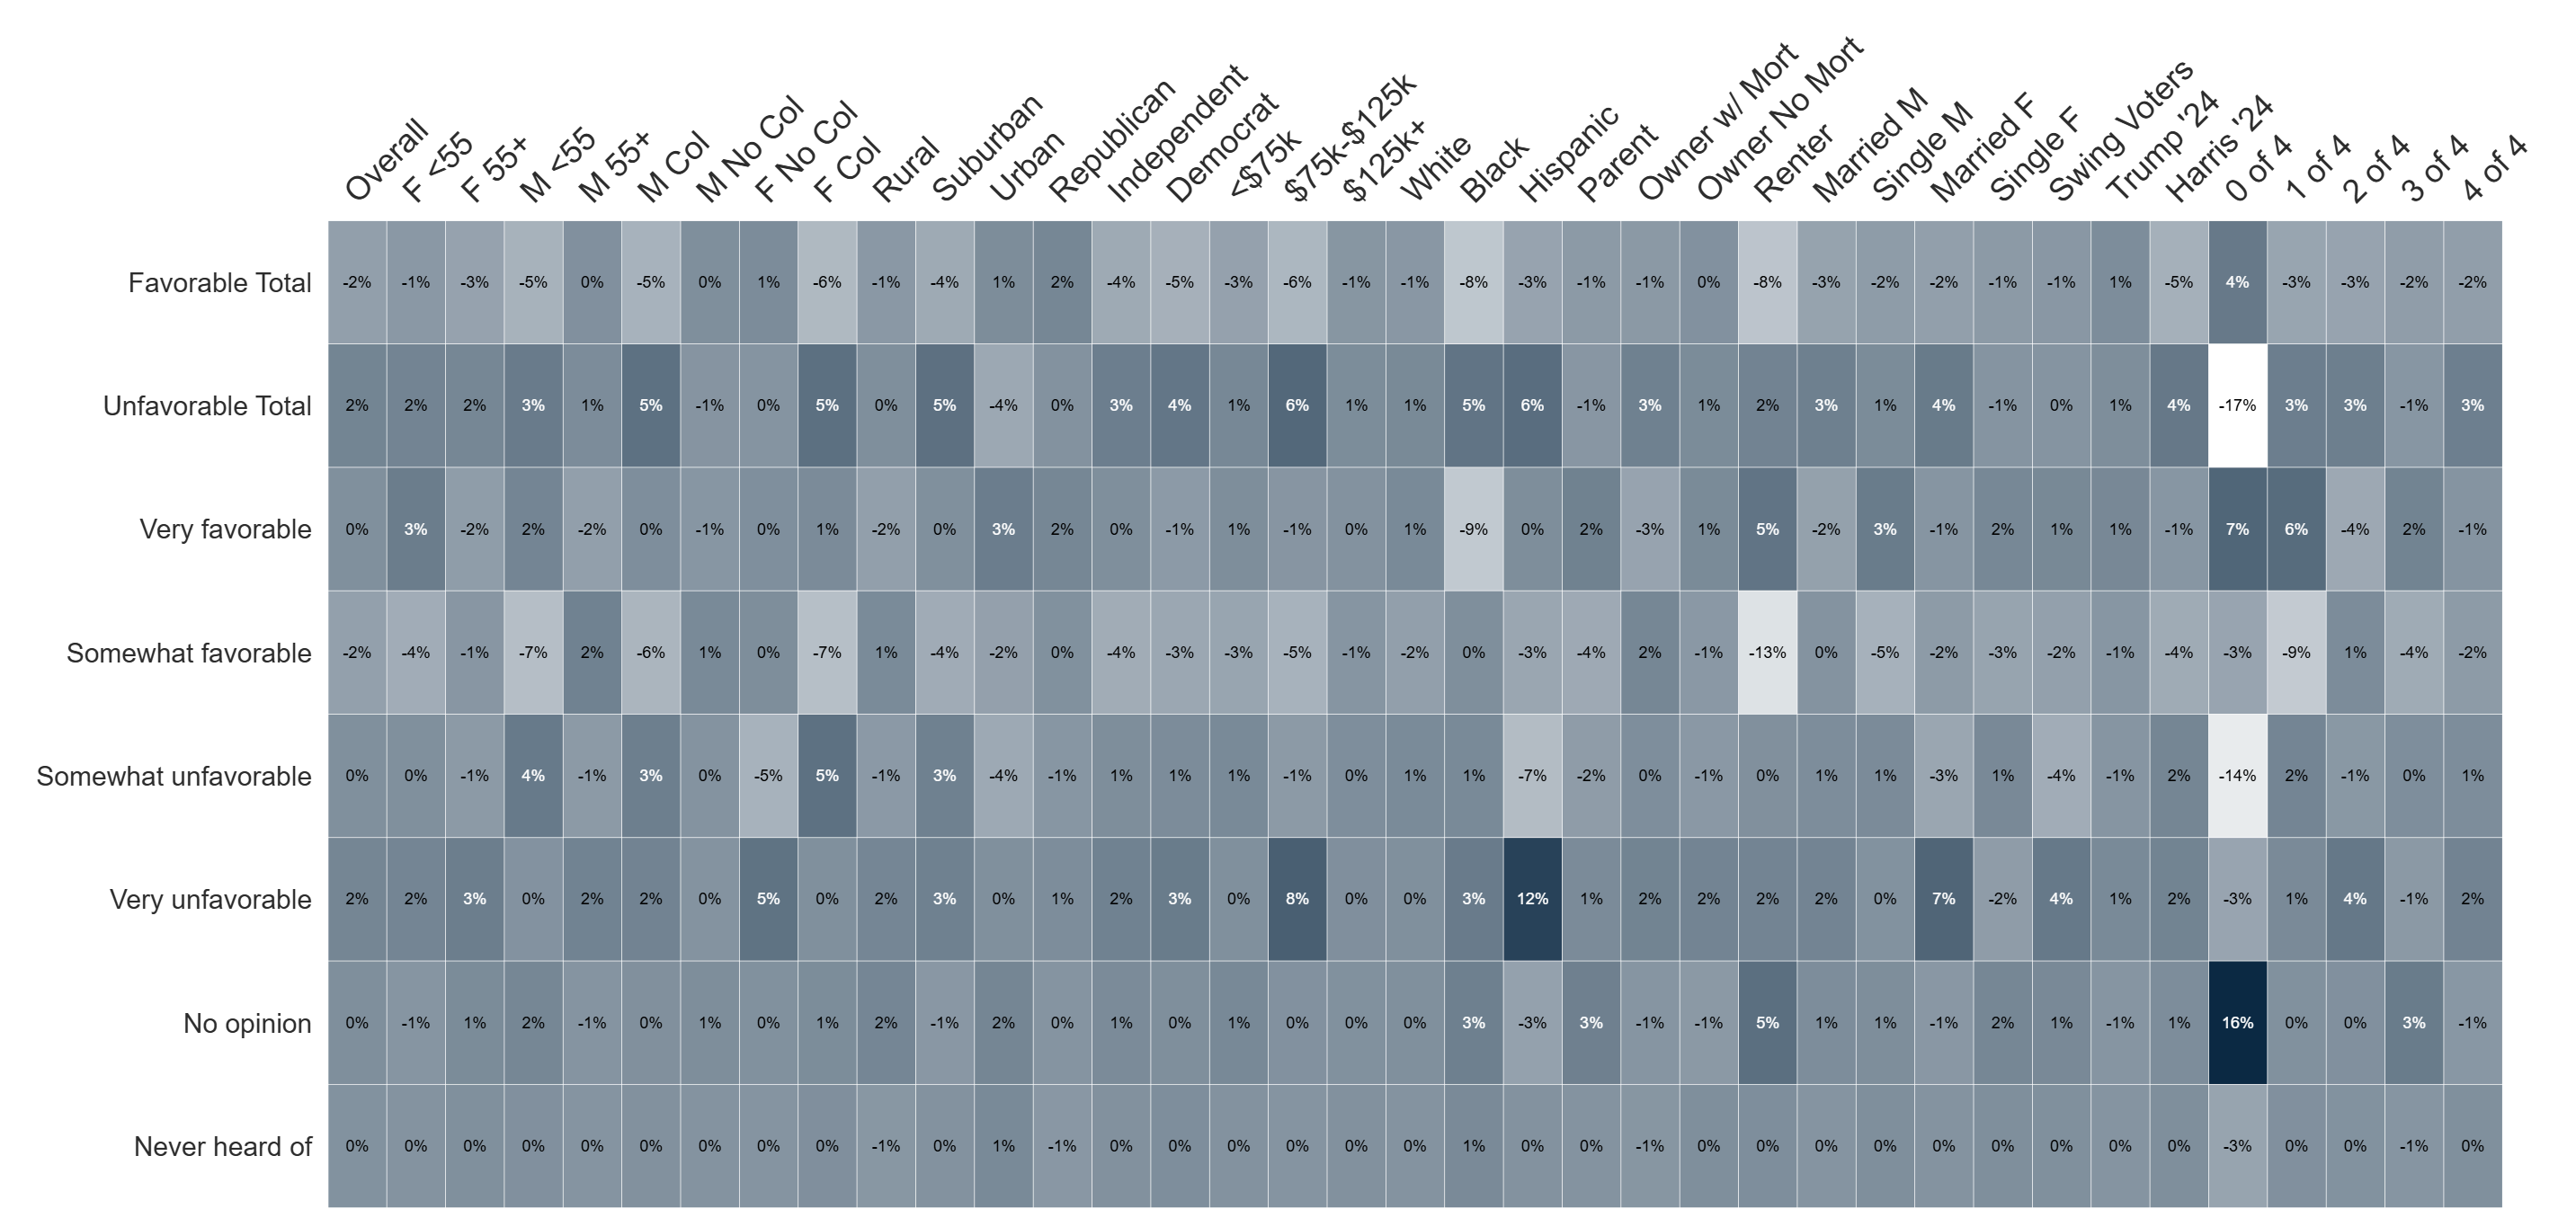 Overall F <55 F 55+ M <55 M 55+ M Col M No Col F No Col F Col Rural Suburban Urban Republican Independent Democrat <$75k $75k-$125k $125k+ White Black Hispanic Parent Owner w/ Mort Owner No Mort Renter Married M Single M Married F Single F Swing Voters Trump '24 Harris '24 0 of 4 1 of 4 2 of 4 3 of 4 4 of 4
Favorable Total -2% -1% -3% -5% 0% -5% 0% 1% -6% -1% -4% 1% 2% -4% -5% -3% -6% -1% -1% -8% -3% -1% -1% 0% -8% -3% -2% -2% -1% -1% 1% -5% 4% -3% -3% -2% -2%
Unfavorable Total 2% 2% 2% 3% 1% 5% -1% 0% 5% 0% 5% -4% 0% 3% 4% 1% 6% 1% 1% 5% 6% -1% 3% 1% 2% 3% 1% 4% -1% 0% 1% 4% -17% 3% 3% -1% 3%
Very favorable 0% 3% -2% 2% -2% 0% -1% 0% 1% -2% 0% 3% 2% 0% -1% 1% -1% 0% 1% -9% 0% 2% -3% 1% 5% -2% 3% -1% 2% 1% 1% -1% 7% 6% -4% 2% -1%
Somewhat favorable -2% -4% -1% -7% 2% -6% 1% 0% -7% 1% -4% -2% 0% -4% -3% -3% -5% -1% -2% 0% -3% -4% 2% -1% -13% 0% -5% -2% -3% -2% -1% -4% -3% -9% 1% -4% -2%
Somewhat unfavorable 0% 0% -1% 4% -1% 3% 0% -5% 5% -1% 3% -4% -1% 1% 1% 1% -1% 0% 1% 1% -7% -2% 0% -1% 0% 1% 1% -3% 1% -4% -1% 2% -14% 2% -1% 0% 1%
Very unfavorable 2% 2% 3% 0% 2% 2% 0% 5% 0% 2% 3% 0% 1% 2% 3% 0% 8% 0% 0% 3% 12% 1% 2% 2% 2% 2% 0% 7% -2% 4% 1% 2% -3% 1% 4% -1% 2%
No opinion 0% -1% 1% 2% -1% 0% 1% 0% 1% 2% -1% 2% 0% 1% 0% 1% 0% 0% 0% 3% -3% 3% -1% -1% 5% 1% 1% -1% 2% 1% -1% 1% 16% 0% 0% 3% -1%
Never heard of 0% 0% 0% 0% 0% 0% 0% 0% 0% -1% 0% 1% -1% 0% 0% 0% 0% 0% 0% 1% 0% 0% -1% 0% 0% 0% 0% 0% 0% 0% 0% 0% -3% 0% 0% -1% 0%